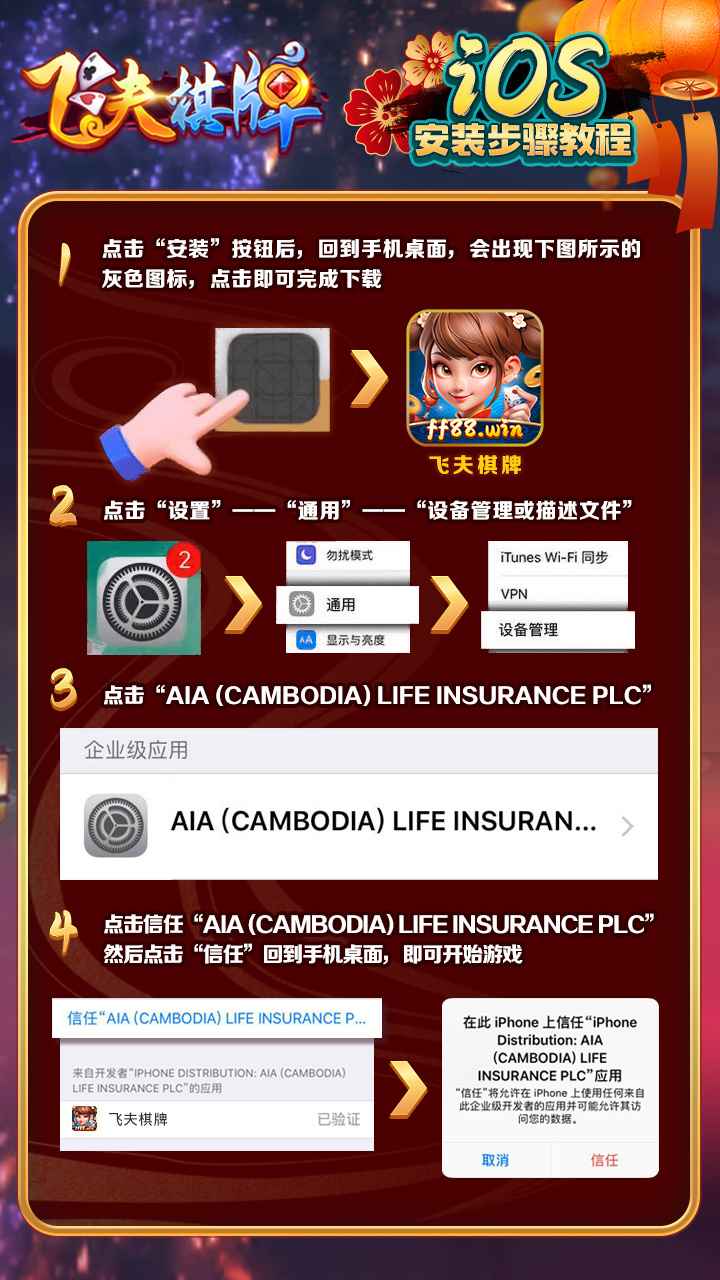 飞夫棋牌
iOS
安装步骤教程
1
点击“安装”按钮后，回到手机桌面，会出现下图所示的
灰色图标，点击即可完成下载
ff88.win
飞夫棋牌
2
点击“设置”——“通用”——“设备管理或描述文件”
2
勿扰模式
通用
AA 显示与亮度
iTunes Wi-Fi 同步
VPN
设备管理
3
点击“AIA (CAMBODIA) LIFE INSURANCE PLC”
企业级应用
AIA (CAMBODIA) LIFE INSURAN...
4
点击信任“AIA (CAMBODIA) LIFE INSURANCE PLC”
然后点击“信任”回到手机桌面，即可开始游戏
信任“AIA (CAMBODIA) LIFE INSURANCE P...
来自开发者“IPHONE DISTRIBUTION: AIA (CAMBODIA)
LIFE INSURANCE PLC”的应用
飞夫棋牌 已验证
在此 iPhone 上信任“iPhone
Distribution: AIA
(CAMBODIA) LIFE
INSURANCE PLC”应用
“信任”将允许在 iPhone 上使用任何来自
此企业级开发者的应用并可能允许其访
问您的数据。
取消 信任